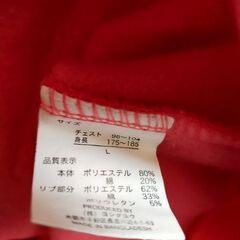 サイズ
チェスト 96-104
身長 175-185
L
品質表示
本体 ポリエステル 80%
綿 20%
リブ部分 ポリエステル 62%
綿 33%
ポリウレタン 5%
PRODUCED BY
MADE IN BANGLADESH